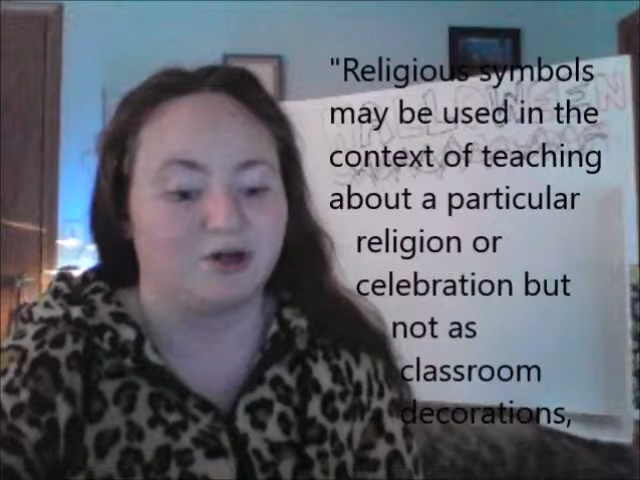 "Religious symbols
may be used in the
context of teaching
about a particular
religion or
celebration but
not as
classroom
decorations,
HALLOWEEN